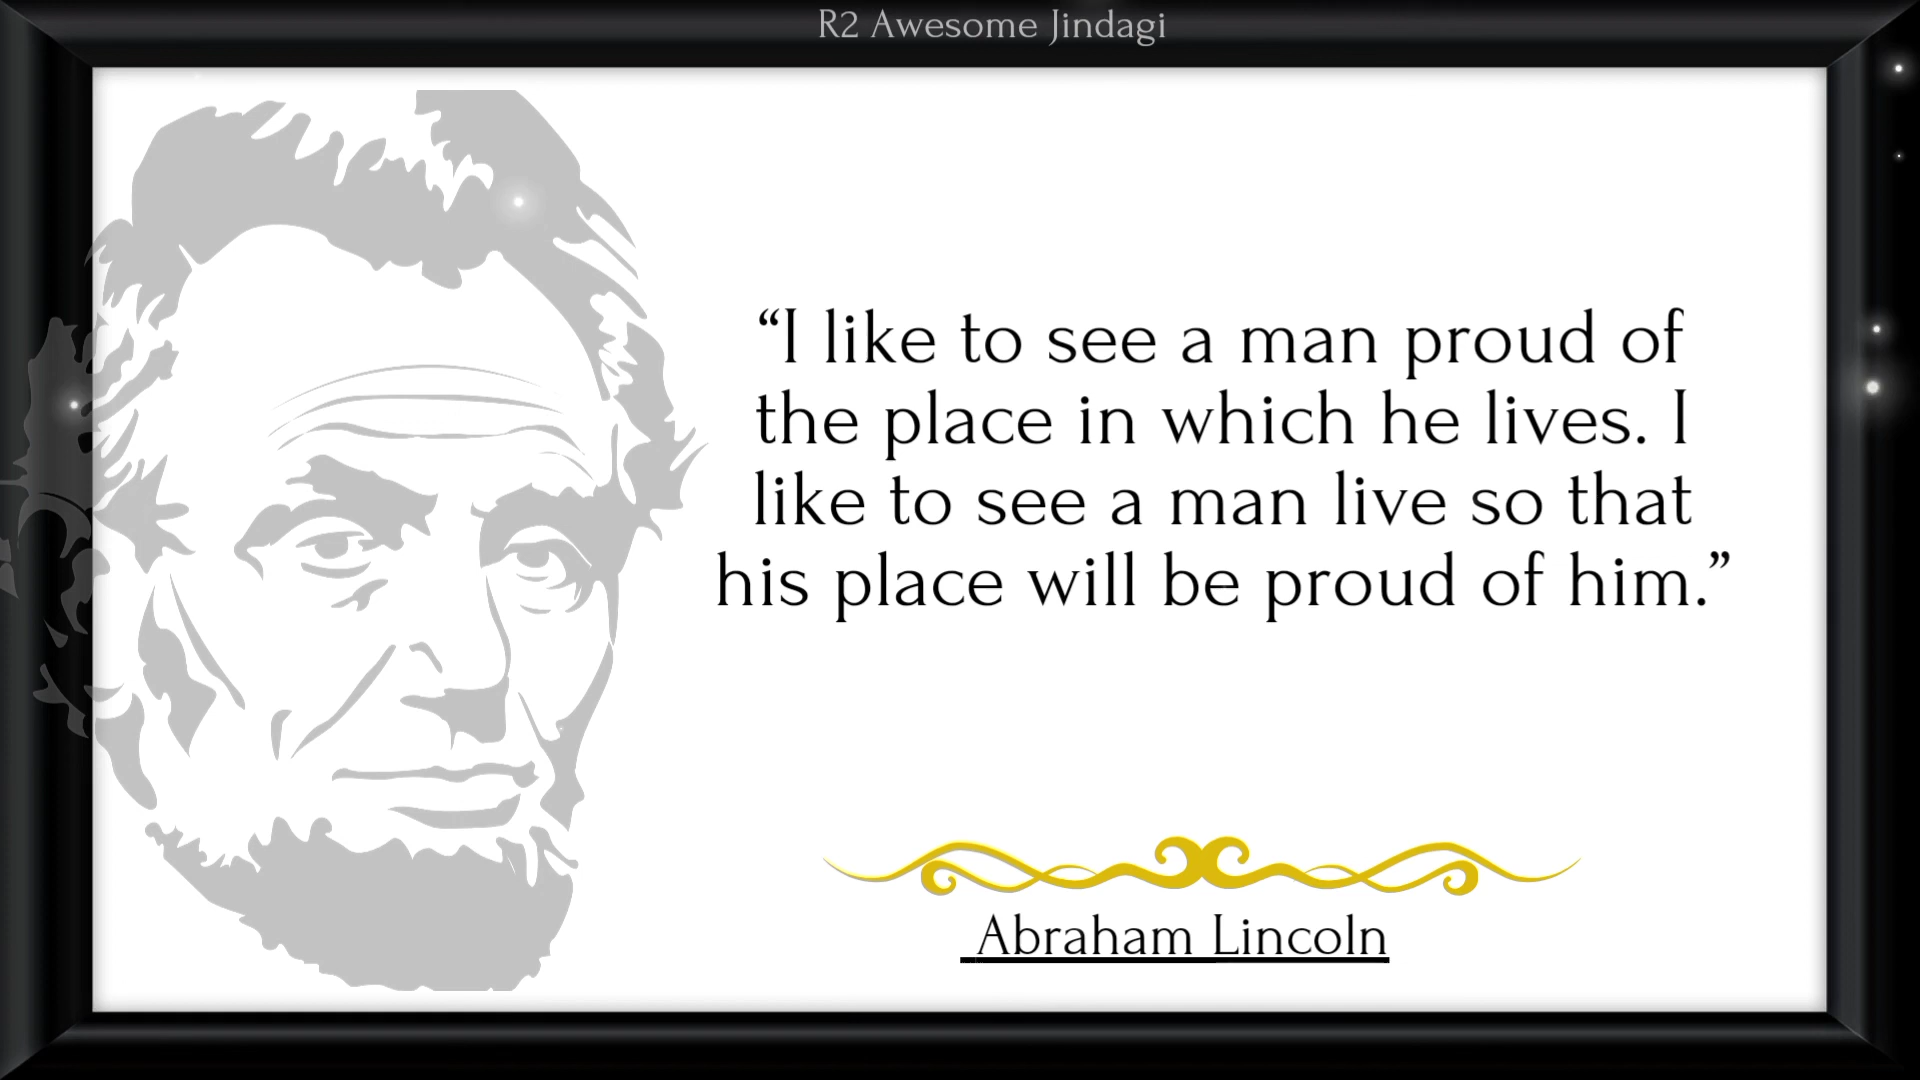 R2 Awesome Jindagi
“I like to see a man proud of
the place in which he lives. I
like to see a man live so that
his place will be proud of him.”
Abraham Lincoln